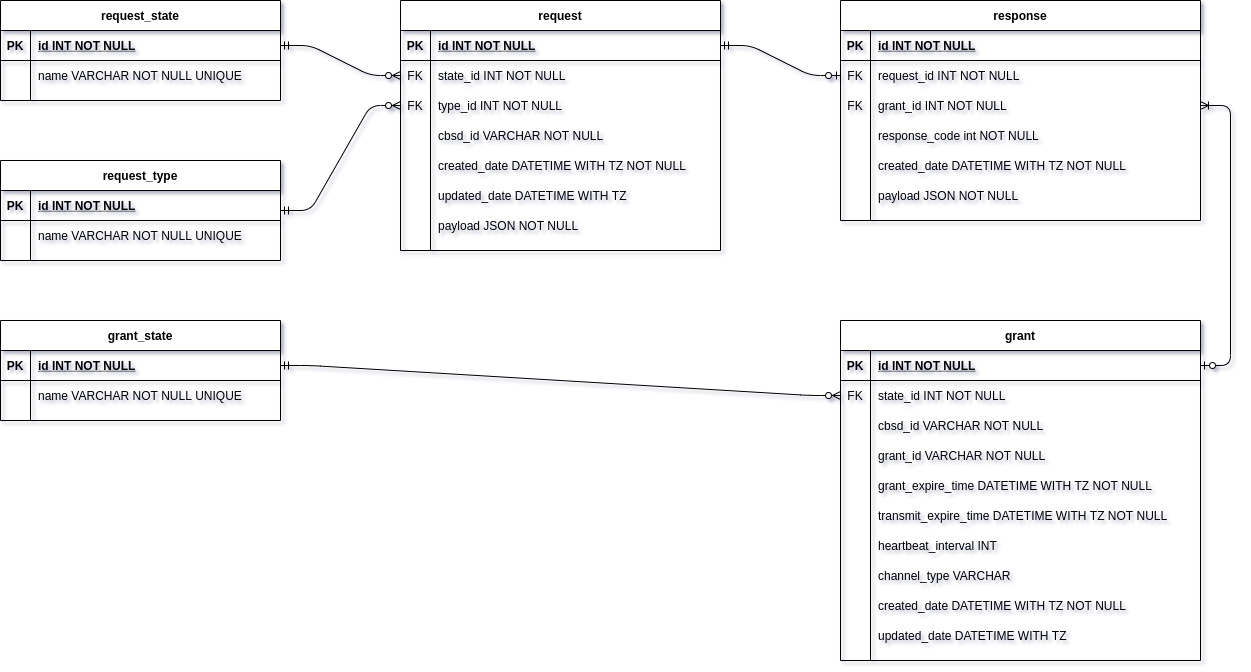 request_state
PK id INT NOT NULL
name VARCHAR NOT NULL UNIQUE
request_type
PK id INT NOT NULL
name VARCHAR NOT NULL UNIQUE
grant_state
PK id INT NOT NULL
name VARCHAR NOT NULL UNIQUE
request
PK id INT NOT NULL
FK state_id INT NOT NULL
FK type_id INT NOT NULL
cbsd_id VARCHAR NOT NULL
created_date DATETIME WITH TZ NOT NULL
updated_date DATETIME WITH TZ
payload JSON NOT NULL
response
PK id INT NOT NULL
FK request_id INT NOT NULL
FK grant_id INT NOT NULL
response_code int NOT NULL
created_date DATETIME WITH TZ NOT NULL
payload JSON NOT NULL
grant
PK id INT NOT NULL
FK state_id INT NOT NULL
cbsd_id VARCHAR NOT NULL
grant_id VARCHAR NOT NULL
grant_expire_time DATETIME WITH TZ NOT NULL
transmit_expire_time DATETIME WITH TZ NOT NULL
heartbeat_interval INT
channel_type VARCHAR
created_date DATETIME WITH TZ NOT NULL
updated_date DATETIME WITH TZ